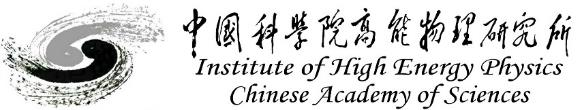 中国科学院高能物理研究所
Institute of High Energy Physics
Chinese Academy of Sciences